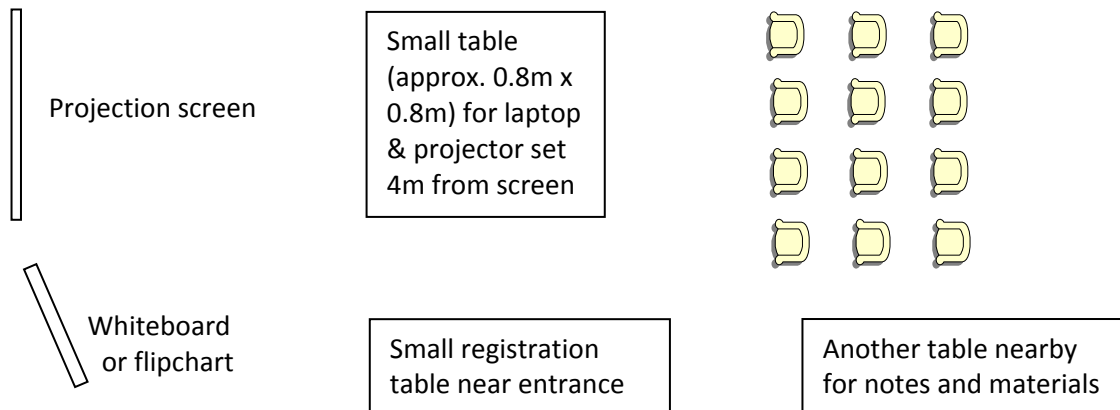 Projection screen
Small table
(approx. 0.8m x
0.8m) for laptop
& projector set
4m from screen
Whiteboard
or flipchart
Small registration
table near entrance
Another table nearby
for notes and materials